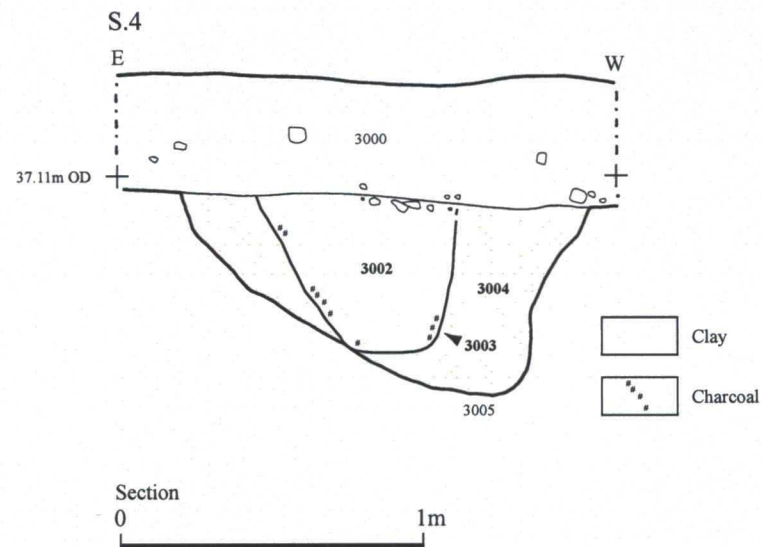 S.4
E
W
3000
37.11m OD
3002
3004
3003
3005
Clay
Charcoal
Section
0 1m